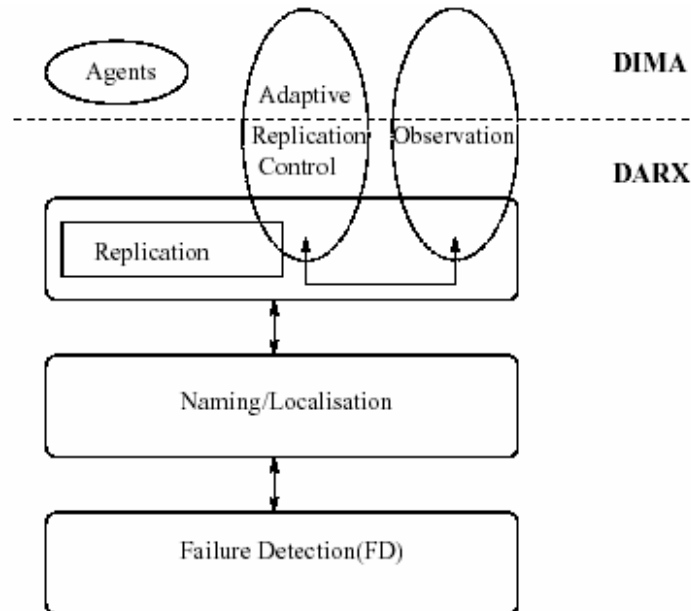 Agents
DIMA
Adaptive
Replication
Control
Observation
DARX
Replication
Naming/Localisation
Failure Detection(FD)